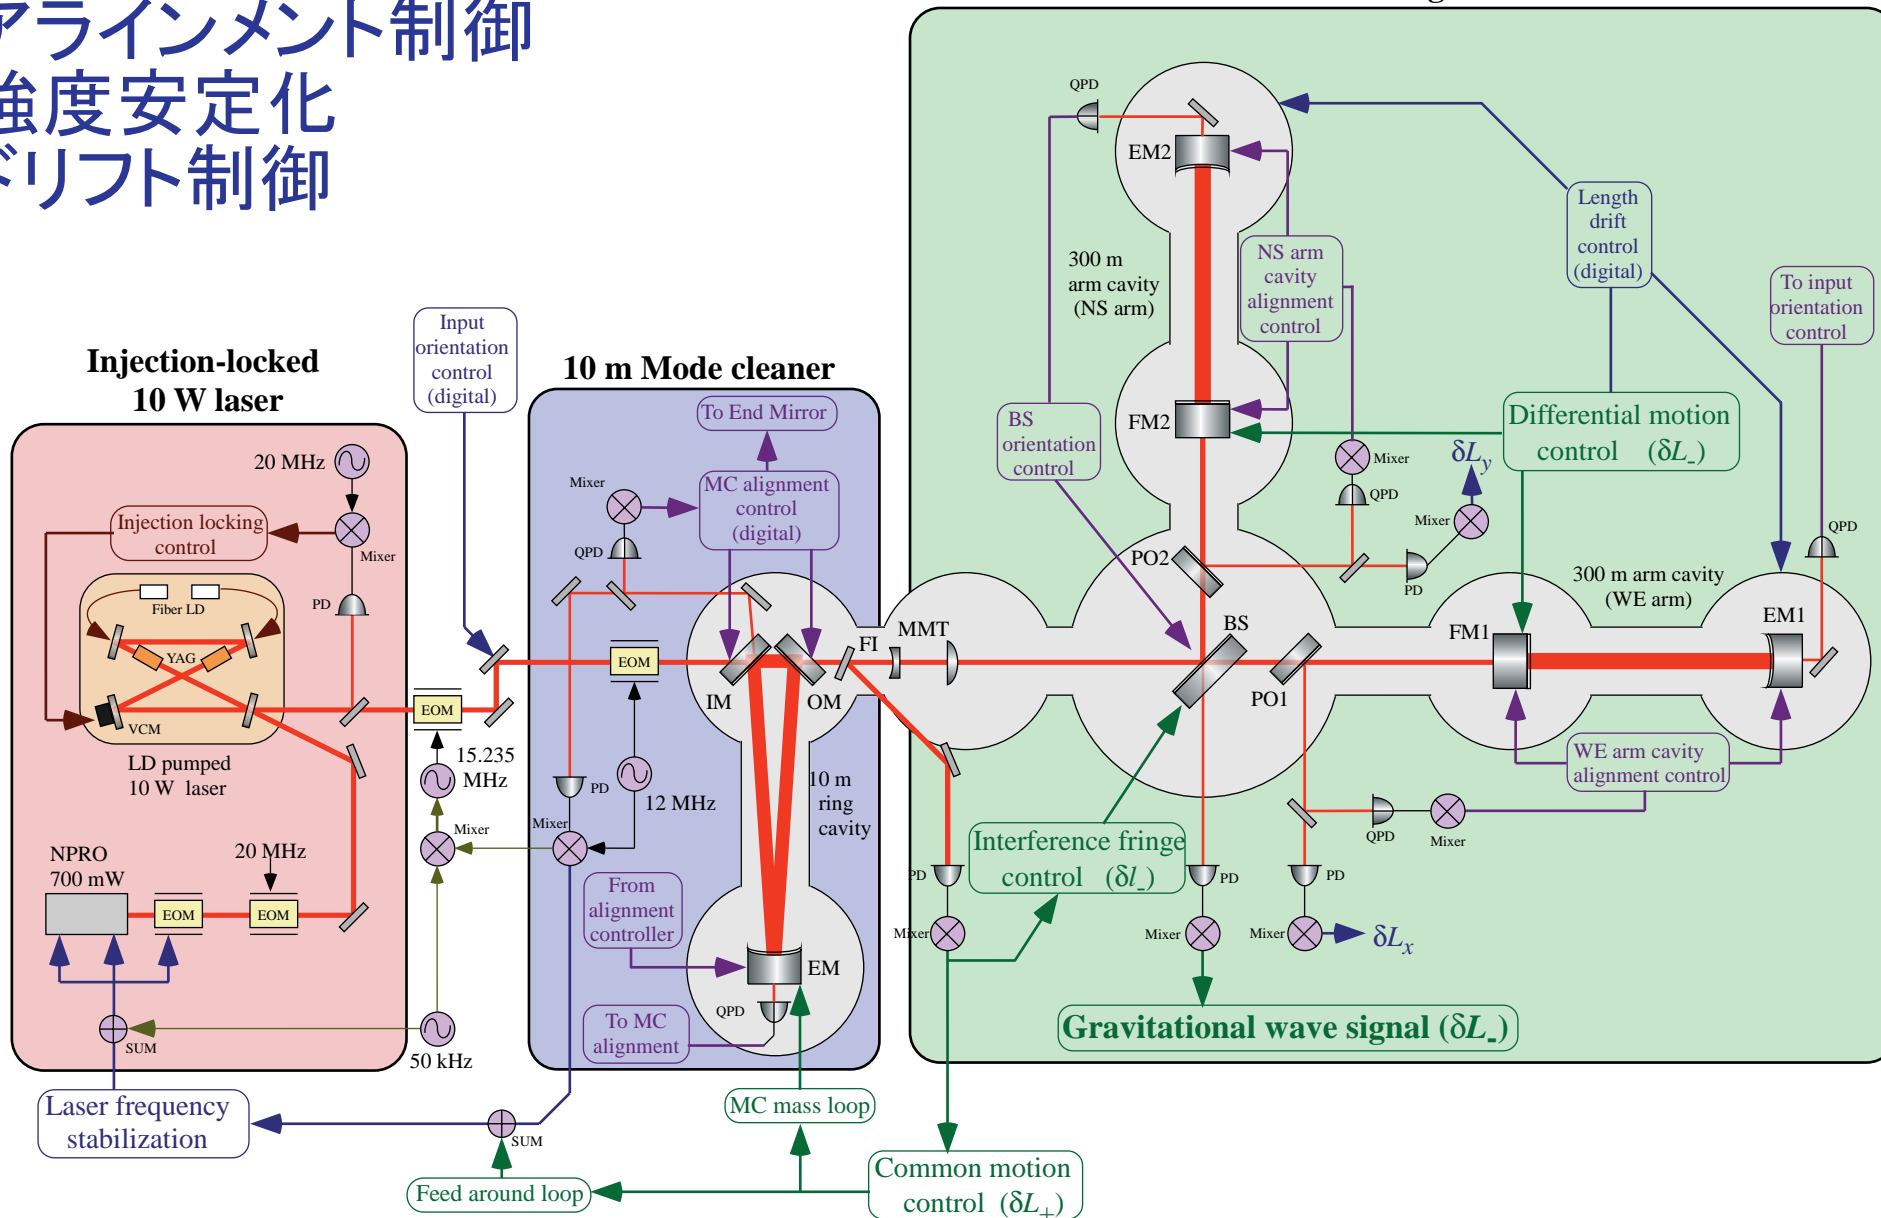 アラインメント制御
強度安定化
ドリフト制御
Injection-locked
10 W laser
20 MHz
Mixer
Injection locking
control
PD
Fiber LD
YAG
VCM
LD pumped
10 W laser
NPRO
700 mW
EOM
20 MHz
EOM
SUM
50 kHz
Laser frequency
stabilization
Input
orientation
control
(digital)
EOM
15.235
MHz
Mixer
SUM
Feed around loop
10 m Mode cleaner
To End Mirror
MC alignment
control
(digital)
Mixer
QPD
EOM
IM
OM
PD
12 MHz
Mixer
10 m
ring
cavity
From
alignment
controller
EM
QPD
To MC
alignment
MC mass loop
Common motion
control (δL+)
FI
MMT
QPD
EM2
300 m
arm cavity
(NS arm)
NS arm
cavity
alignment
control
Length
drift
control
(digital)
To input
orientation
control
BS
orientation
control
FM2
Differential motion
control (δL-)
Mixer
QPD
δLy
Mixer
PD
PO2
QPD
300 m arm cavity
(WE arm)
BS
PO1
FM1
EM1
WE arm cavity
alignment control
QPD
Mixer
Interference fringe
control (δl-)
PD
Mixer
PD
Mixer
PD
Mixer
δLx
Gravitational wave signal (δL-)